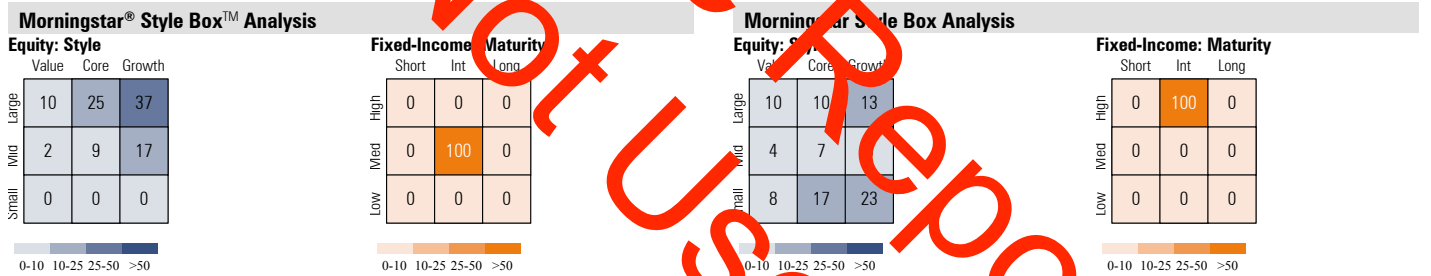 Morningstar® Style Box™ Analysis
Equity: Style
Value Core Growth
Large 10 25 37
Mid 2 9 17
Small 0 0 0
0-10 10-25 25-50 >50
Fixed-Income: Maturity
Short Int Long
High 0 0 0
Med 0 100 0
Low 0 0 0
0-10 10-25 25-50 >50
Morningstar Style Box Analysis
Equity: Style
Value Core Growth
Large 10 10 13
Mid 4 7
Small 8 17 23
0-10 10-25 25-50 >50
Fixed-Income: Maturity
Short Int Long
High 0 100 0
Med 0 0 0
Low 0 0 0
0-10 10-25 25-50 >50